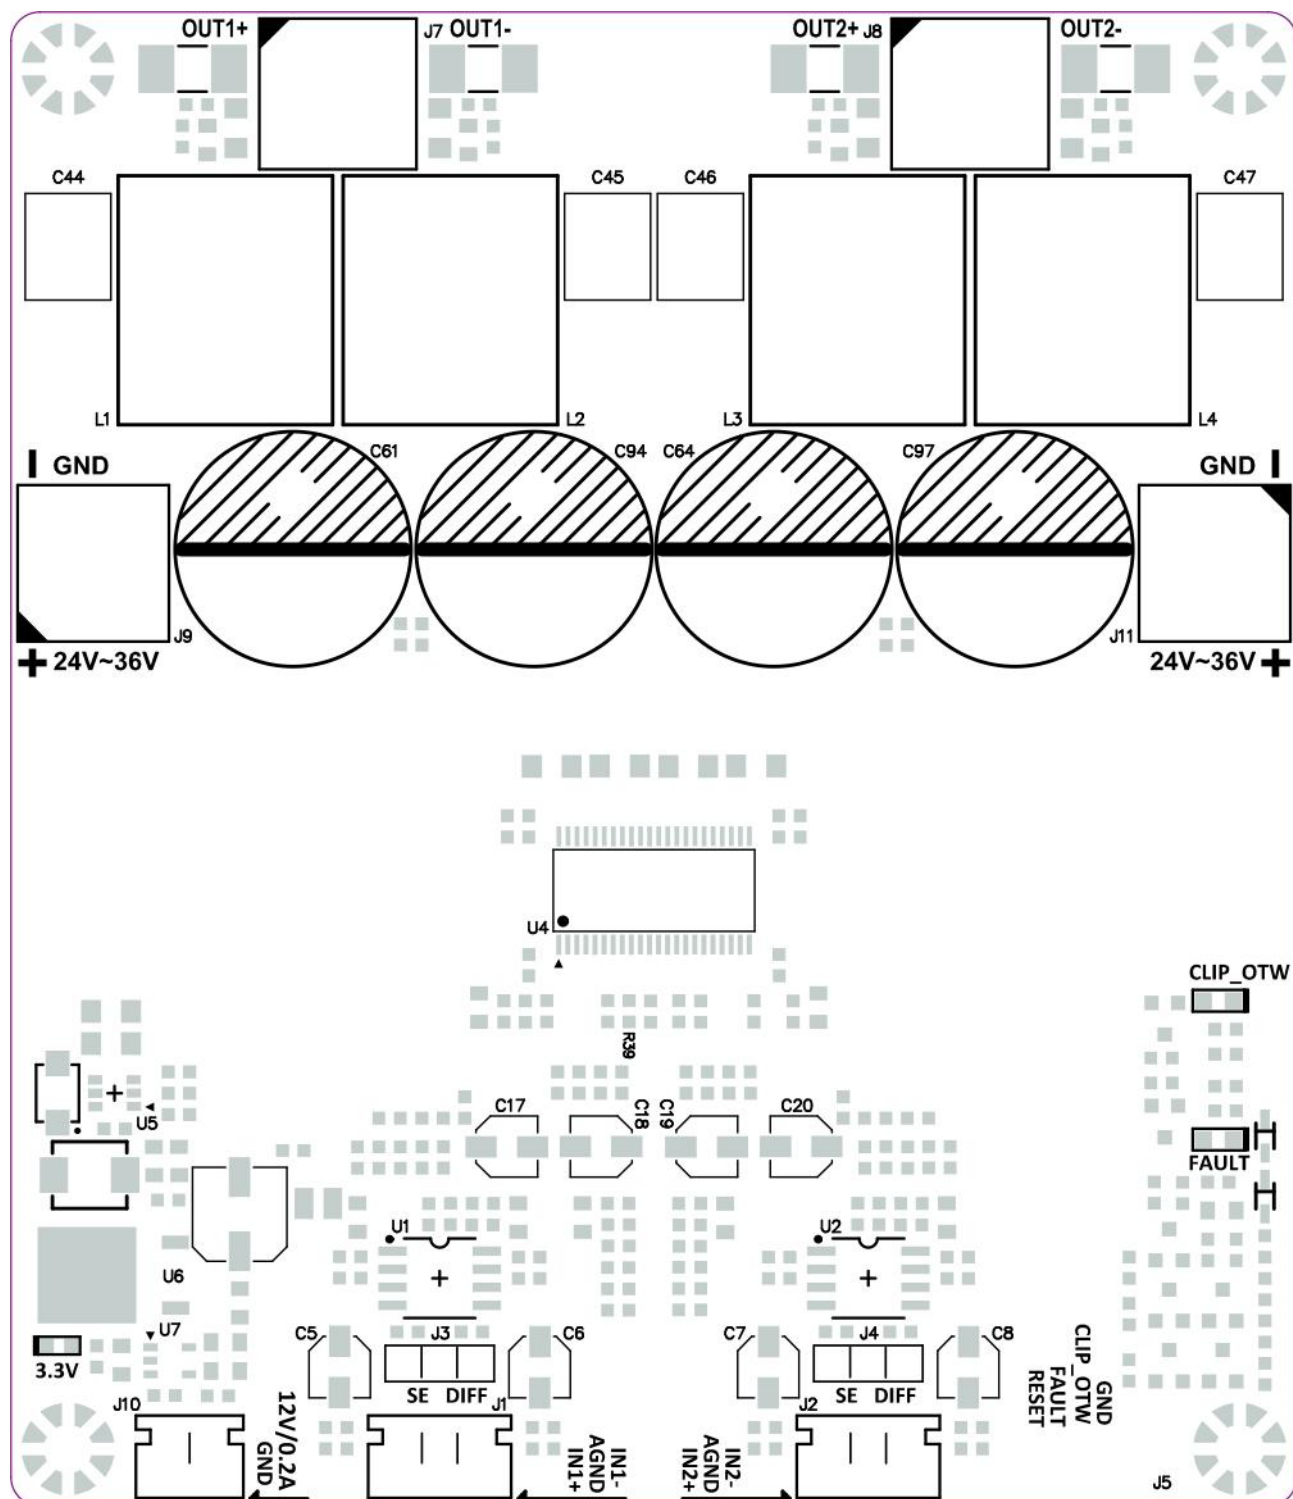 OUT1+
J7
OUT1-
OUT2+
J8
OUT2-
C44
C45
C46
C47
L1
L2
L3
L4
C61
C94
C64
C97
GND
GND
J9
J11
+ 24V~36V
24V~36V +
U4
CLIP_OTW
R39
C17
C18
C19
C20
U5
FAULT
U1
U2
U6
U7
C5
J3
C6
C7
J4
C8
3.3V
SE DIFF
SE DIFF
J10
12V/0.2A
GND
J1
IN1-
AGND
IN1+
IN2-
AGND
IN2+
J2
GND
CLIP_OTW
FAULT
RESET
J5